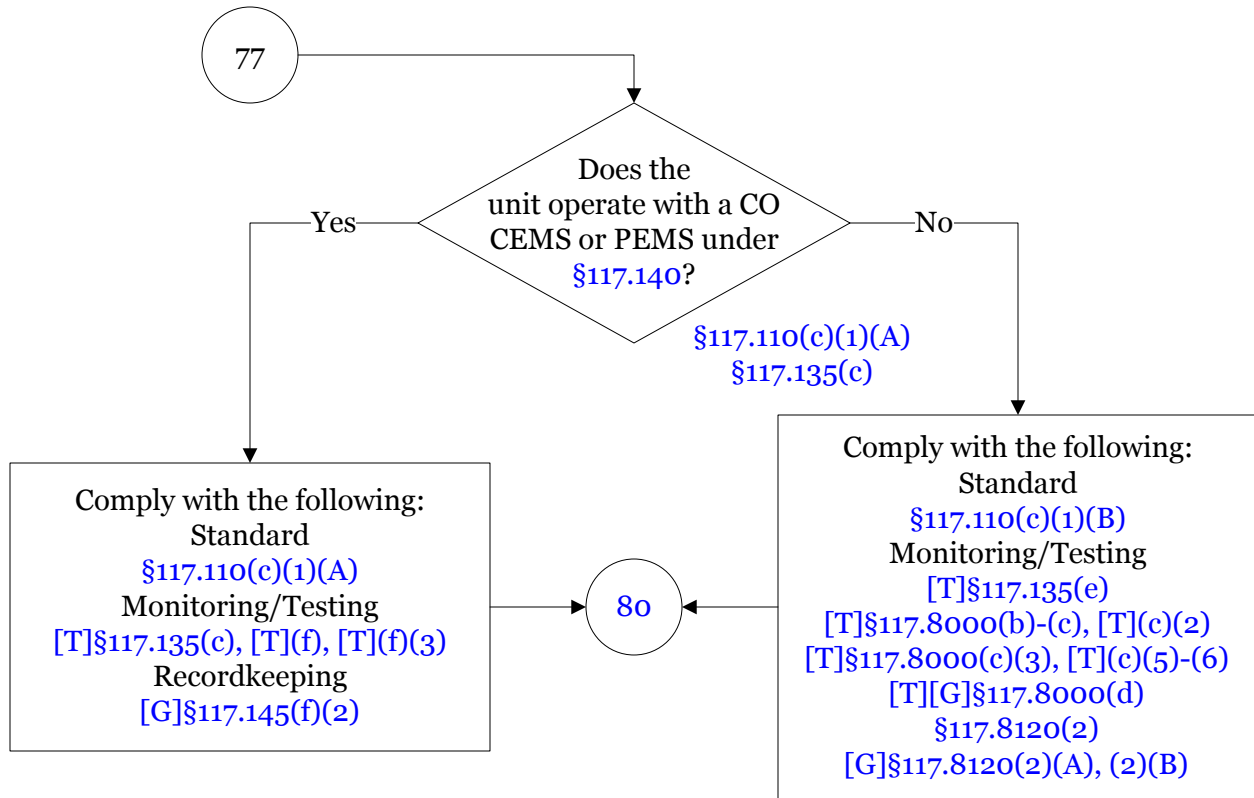 77
Does the
unit operate with a CO
CEMS or PEMS under
§117.140?
Yes
No
§117.110(c)(1)(A)
§117.135(c)
Comply with the following:
Standard
§117.110(c)(1)(A)
Monitoring/Testing
[T]§117.135(c), [T](f), [T](f)(3)
Recordkeeping
[G]§117.145(f)(2)
80
Comply with the following:
Standard
§117.110(c)(1)(B)
Monitoring/Testing
[T]§117.135(e)
[T]§117.8000(b)-(c), [T](c)(2)
[T]§117.8000(c)(3), [T](c)(5)-(6)
[T][G]§117.8000(d)
§117.8120(2)
[G]§117.8120(2)(A), (2)(B)